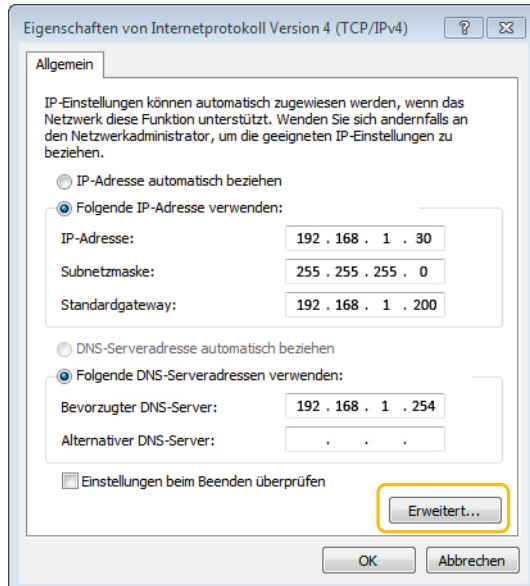 Eigenschaften von Internetprotokoll Version 4 (TCP/IPv4)
?
Allgemein
IP-Einstellungen können automatisch zugewiesen werden, wenn das
Netzwerk diese Funktion unterstützt. Wenden Sie sich andernfalls an
den Netzwerkadministrator, um die geeigneten IP-Einstellungen zu
beziehen.
IP-Adresse automatisch beziehen
Folgende IP-Adresse verwenden:
IP-Adresse: 192 . 168 . 1 . 30
Subnetzmaske: 255 . 255 . 255 . 0
Standardgateway: 192 . 168 . 1 . 200
DNS-Serveradresse automatisch beziehen
Folgende DNS-Serveradressen verwenden:
Bevorzugter DNS-Server: 192 . 168 . 1 . 254
Alternativer DNS-Server: . . .
Einstellungen beim Beenden überprüfen
Erweitert...
OK Abbrechen